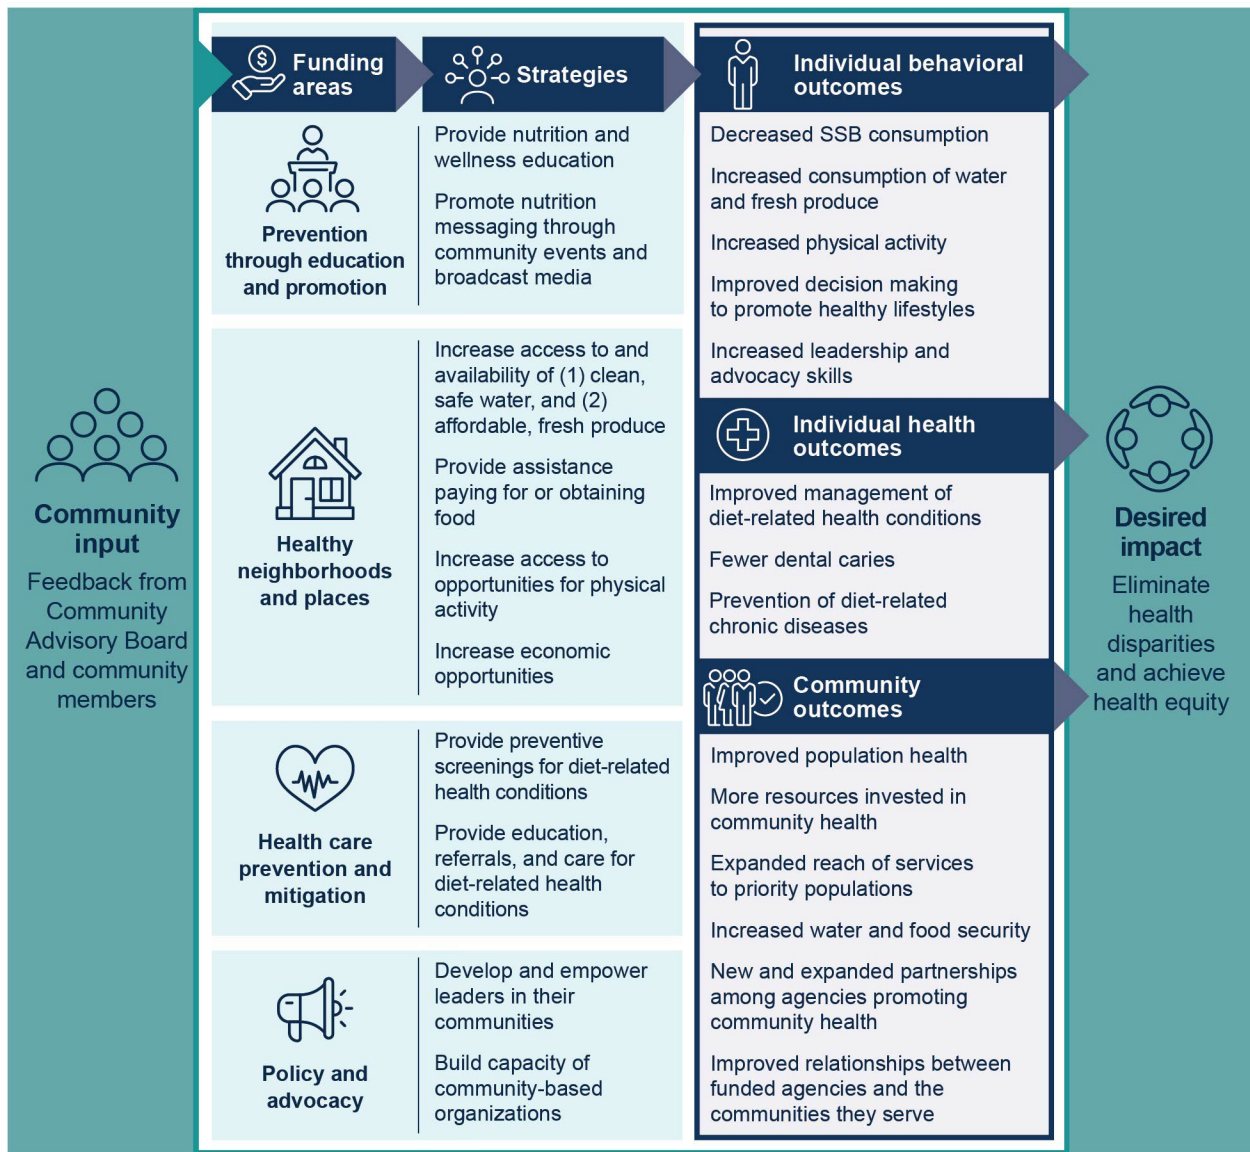 Community
input
Feedback from
Community
Advisory Board
and community
members
Funding
areas
Strategies
Prevention
through education
and promotion
Provide nutrition and
wellness education
Promote nutrition
messaging through
community events and
broadcast media
Healthy
neighborhoods
and places
Increase access to and
availability of (1) clean,
safe water, and (2)
affordable, fresh produce
Provide assistance
paying for or obtaining
food
Increase access to
opportunities for physical
activity
Increase economic
opportunities
Health care
prevention and
mitigation
Provide preventive
screenings for diet-related
health conditions
Provide education,
referrals, and care for
diet-related health
conditions
Policy and
advocacy
Develop and empower
leaders in their
communities
Build capacity of
community-based
organizations
Individual behavioral
outcomes
Decreased SSB consumption
Increased consumption of water
and fresh produce
Increased physical activity
Improved decision making
to promote healthy lifestyles
Increased leadership and
advocacy skills
Individual health
outcomes
Improved management of
diet-related health conditions
Fewer dental caries
Prevention of diet-related
chronic diseases
Community
outcomes
Improved population health
More resources invested in
community health
Expanded reach of services
to priority populations
Increased water and food security
New and expanded partnerships
among agencies promoting
community health
Improved relationships between
funded agencies and the
communities they serve
Desired
impact
Eliminate
health
disparities
and achieve
health equity
$